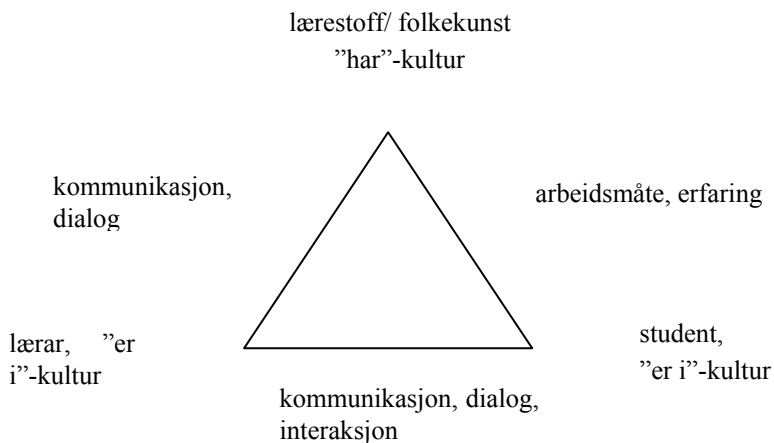 lærestoff/ folkekunst
”har”-kultur
kommunikasjon,
dialog
arbeidsmåte, erfaring
lærar, ”er
i”-kultur
student,
”er i”-kultur
kommunikasjon, dialog,
interaksjon